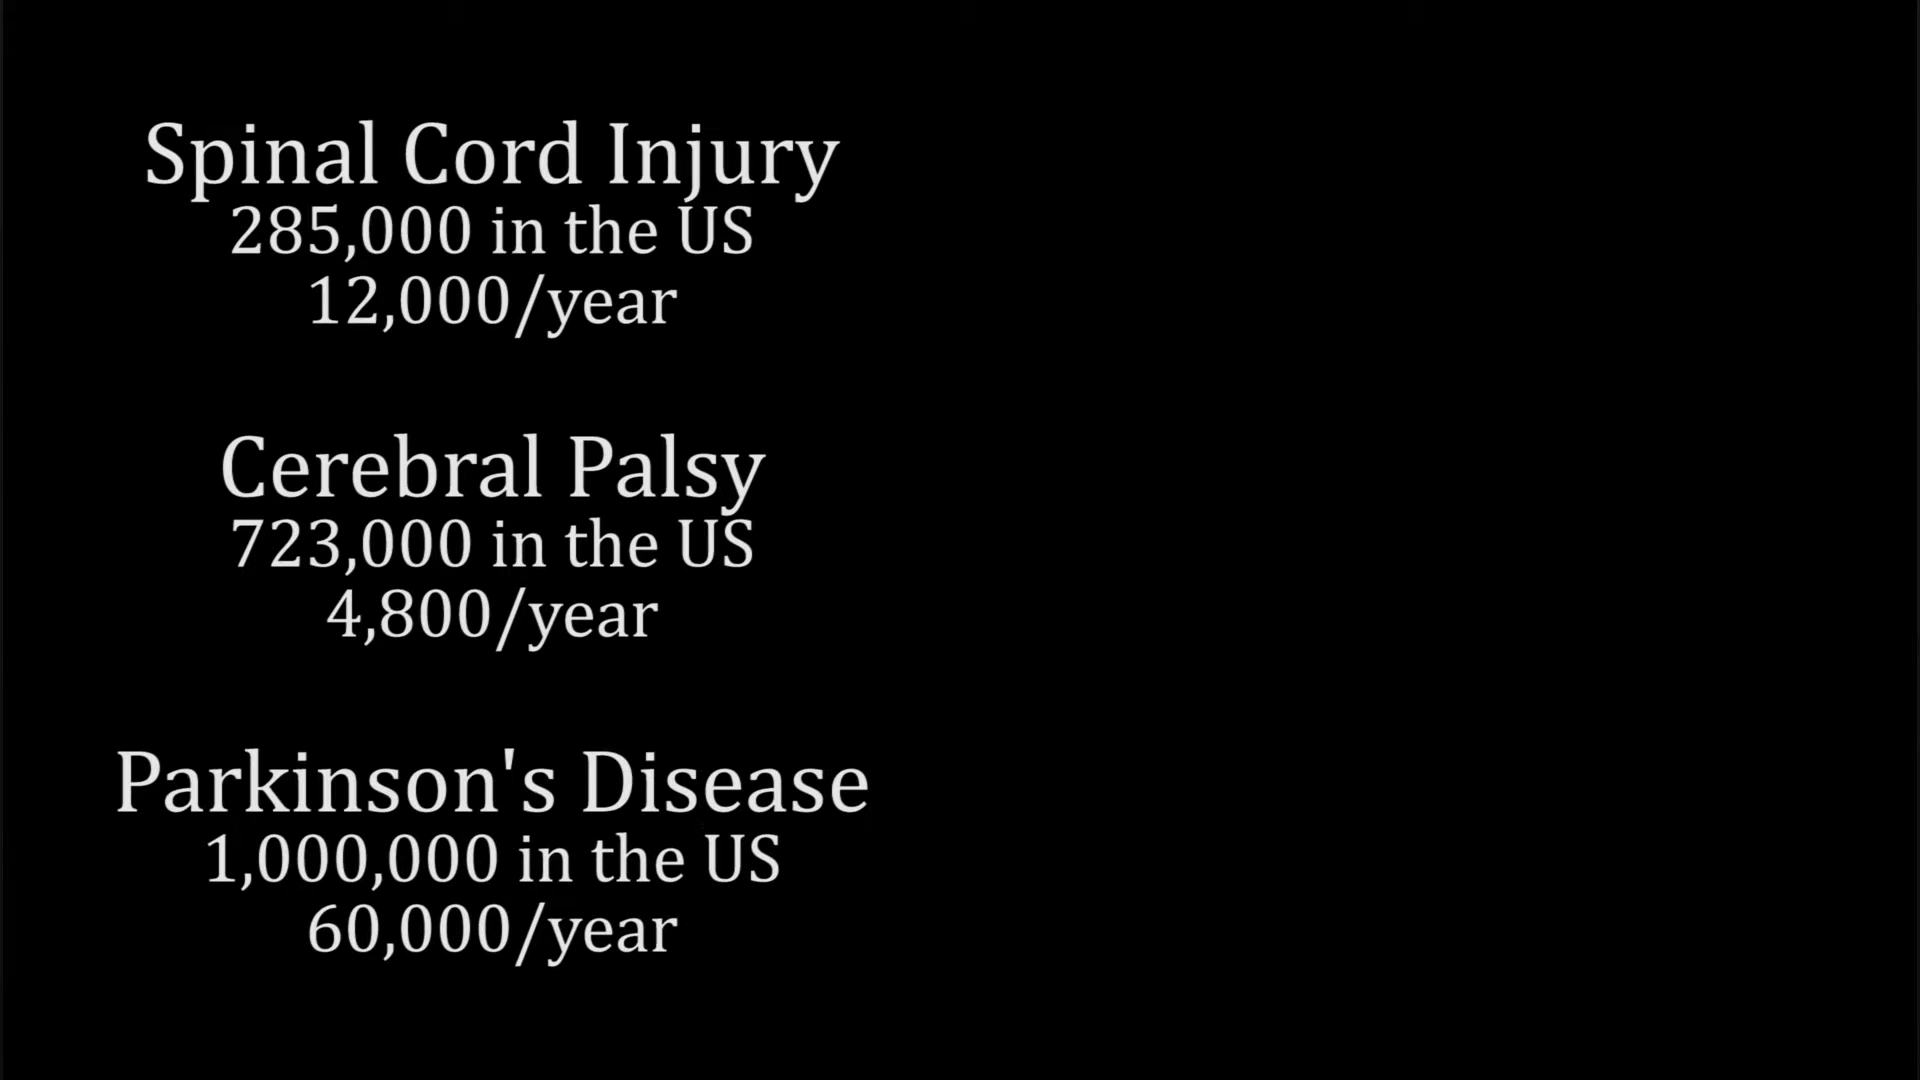 Spinal Cord Injury
285,000 in the US
12,000/year
Cerebral Palsy
723,000 in the US
4,800/year
Parkinson's Disease
1,000,000 in the US
60,000/year